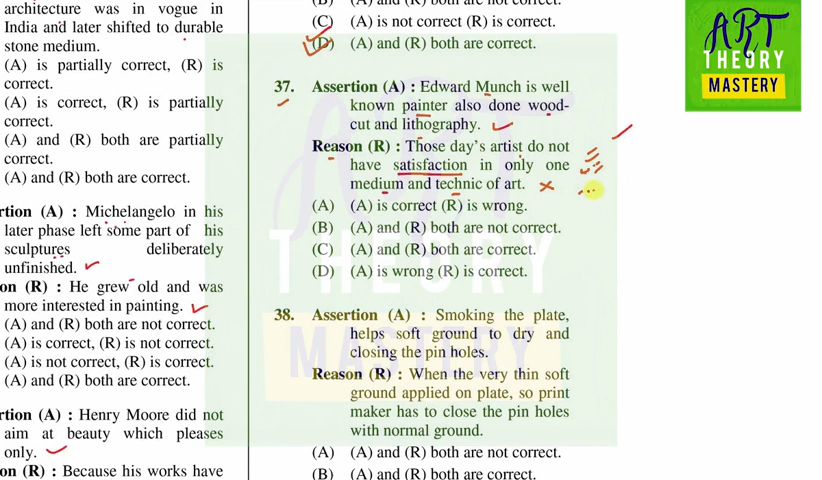 architecture was in vogue in
India and later shifted to durable
stone medium.
(A) is partially correct, (R) is
correct.
(A) is correct, (R) is partially
correct.
(A) and (R) both are partially
correct.
(A) and (R) both are correct.
rtion (A) : Michelangelo in his
later phase left some part of his
sculptures deliberately
unfinished.
on (R) : He grew old and was
more interested in painting.
(A) and (R) both are not correct.
(A) is correct, (R) is not correct.
(A) is not correct, (R) is correct.
(A) and (R) both are correct.
rtion (A) : Henry Moore did not
aim at beauty which pleases
only.
on (R) : Because his works have
(B) (A) and (R) both are not correct.
(C) (A) is not correct (R) is correct.
(D) (A) and (R) both are correct.
37. Assertion (A) : Edward Munch is well
known painter also done wood-
cut and lithography.
Reason (R) : Those day's artist do not
have satisfaction in only one
medium and technic of art.
(A) (A) is correct (R) is wrong.
(B) (A) and (R) both are not correct.
(C) (A) and (R) both are correct.
(D) (A) is wrong (R) is correct.
38. Assertion (A) : Smoking the plate,
helps soft ground to dry and
closing the pin holes.
Reason (R) : When the very thin soft
ground applied on plate, so print
maker has to close the pin holes
with normal ground.
(A) (A) and (R) both are not correct.
(B) (A) and (R) both are correct.
ART
THEORY
MASTERY
ART
THEORY
MASTERY